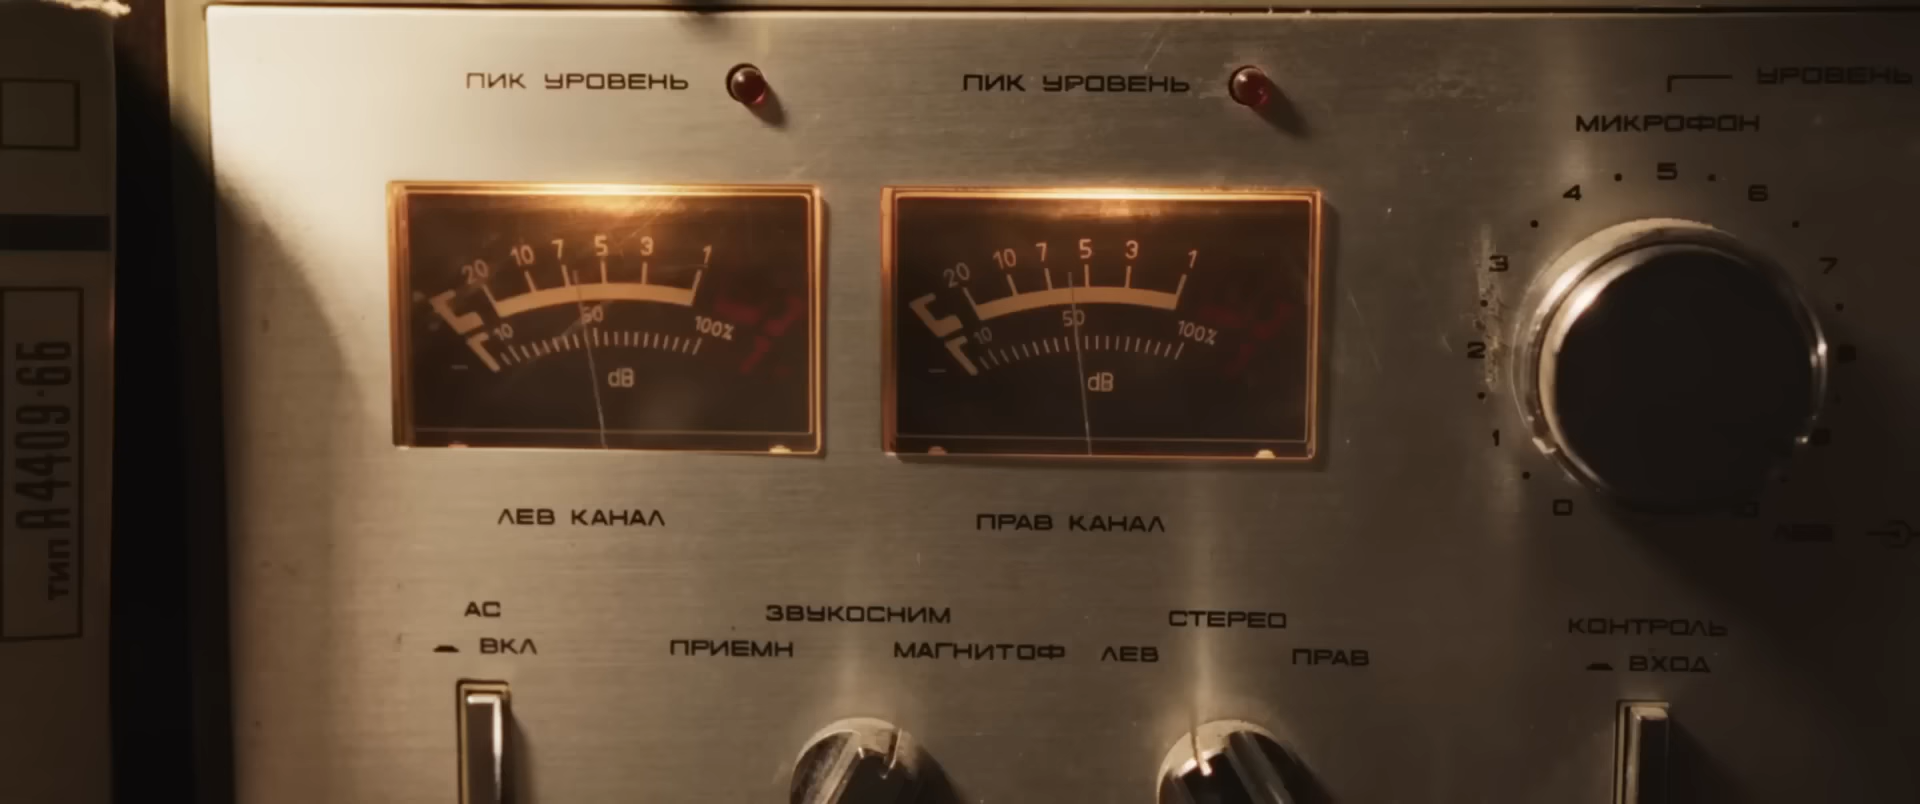 ПИК УРОВЕНЬ
ПИК УРОВЕНЬ
УРОВЕНЬ
МИКРОФОН
20 10 7 5 3 1
10 50 100%
dB
20 10 7 5 3 1
10 50 100%
dB
0 1 2 3 4 5 6 7
ЛЕВ КАНАЛ
ПРАВ КАНАЛ
АС
ВКЛ
ЗВУКОСНИМ
ПРИЕМН
МАГНИТОФ
СТЕРЕО
ЛЕВ
ПРАВ
КОНТРОЛЬ
ВХОД
ТИП А4409-6Б